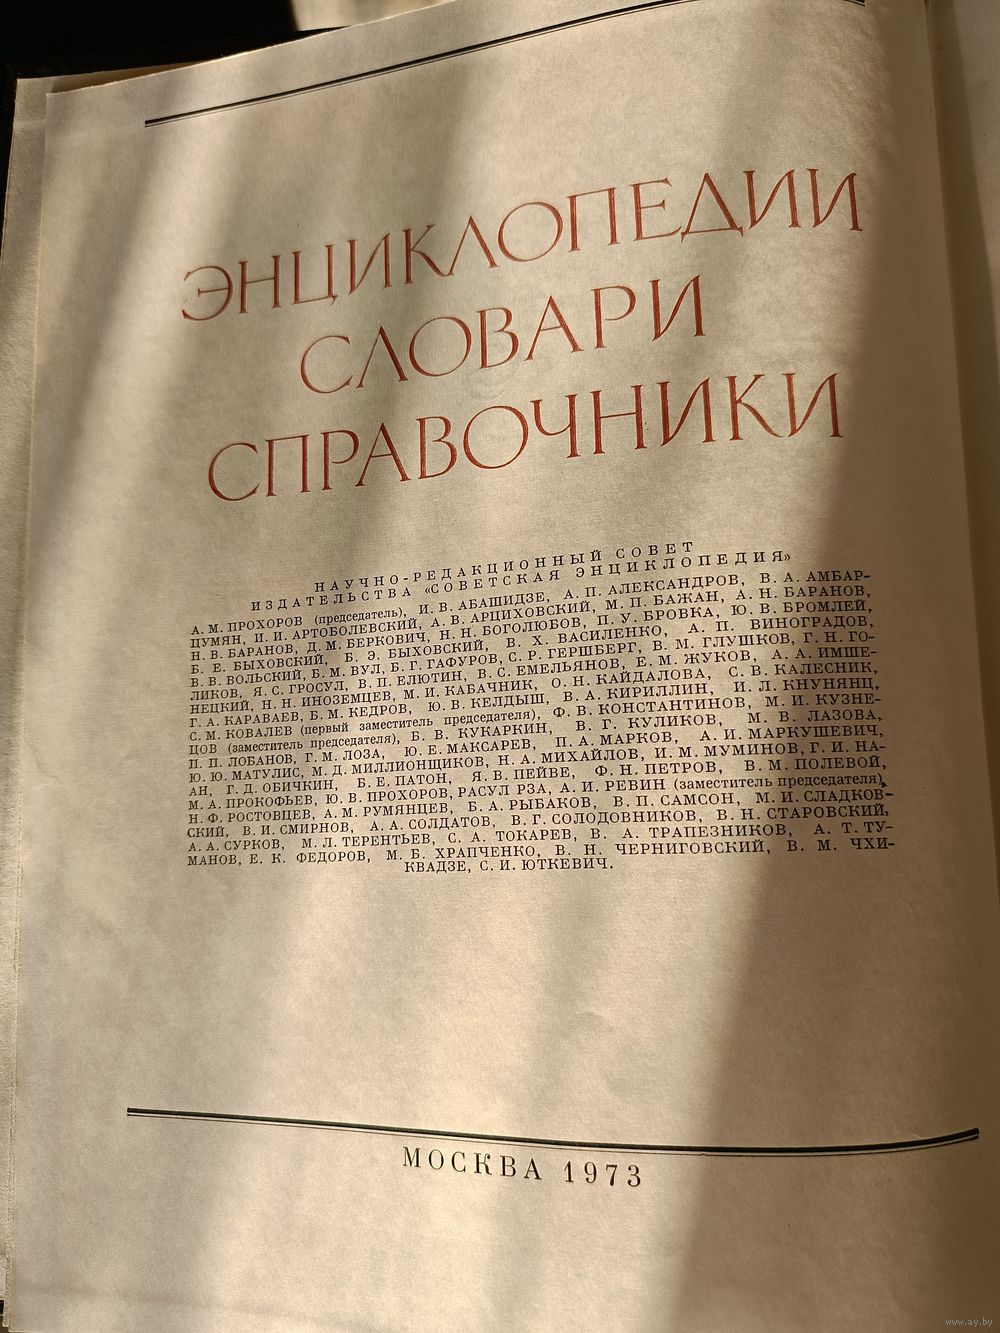 ЭНЦИКЛОПЕДИИ
СЛОВАРИ
СПРАВОЧНИКИ
НАУЧНО-РЕДАКЦИОННЫЙ СОВЕТ
ИЗДАТЕЛЬСТВА «СОВЕТСКАЯ ЭНЦИКЛОПЕДИЯ»
А. М. ПРОХОРОВ (председатель), И. В. АБАШИДЗЕ, А. П. АЛЕКСАНДРОВ, В. А. АМБАР-
ЦУМЯН, И. И. АРТОБОЛЕВСКИЙ, А. В. АРЦИХОВСКИЙ, М. П. БАЖАН, А. Н. БАРАНОВ,
Н. В. БАРАНОВ, Д. М. БЕРКОВИЧ, Н. Н. БОГОЛЮБОВ, П. У. БРОВКА, Ю. В. БРОМЛЕЙ,
Б. Е. БЫХОВСКИЙ, Б. Э. БЫХОВСКИЙ, В. Х. ВАСИЛЕНКО, А. П. ВИНОГРАДОВ,
В. В. ВОЛЬСКИЙ, Б. М. ВУЛ, Б. Г. ГАФУРОВ, С. Р. ГЕРШБЕРГ, В. М. ГЛУШКОВ, Г. Н. ГО-
ЛИКОВ, Я. С. ГРОСУЛ, В. П. ЕЛЮТИН, В. С. ЕМЕЛЬЯНОВ, Е. М. ЖУКОВ, А. А. ИМШЕ-
НЕЦКИЙ, Н. Н. ИНОЗЕМЦЕВ, М. И. КАБАЧНИК, О. Н. КАЙДАЛОВА, С. В. КАЛЕСНИК,
Г. А. КАРАВАЕВ, Б. М. КЕДРОВ, Ю. В. КЕЛДЫШ, В. А. КИРИЛЛИН, И. Л. КНУНЯНЦ,
С. М. КОВАЛЕВ (первый заместитель председателя), Ф. В. КОНСТАНТИНОВ, М. И. КУЗНЕ-
ЦОВ (заместитель председателя), Б. В. КУКАРКИН, В. Г. КУЛИКОВ, М. В. ЛАЗОВА,
П. П. ЛОБАНОВ, Г. М. ЛОЗА, Ю. Е. МАКСАРЕВ, П. А. МАРКОВ, А. И. МАРКУШЕВИЧ,
Ю. Ю. МАТУЛИС, М. Д. МИЛЛИОНЩИКОВ, Н. А. МИХАЙЛОВ, И. М. МУМИНОВ, Г. И. НА-
АН, Г. Д. ОБИЧКИН, Б. Е. ПАТОН, Я. В. ПЕЙВЕ, Ф. Н. ПЕТРОВ, В. М. ПОЛЕВОЙ,
М. А. ПРОКОФЬЕВ, Ю. В. ПРОХОРОВ, РАСУЛ РЗА, А. И. РЕВИН (заместитель председателя),
Н. Ф. РОСТОВЦЕВ, А. М. РУМЯНЦЕВ, Б. А. РЫБАКОВ, В. П. САМСОН, М. И. СЛАДКОВ-
СКИЙ, В. И. СМИРНОВ, А. А. СОЛДАТОВ, В. Г. СОЛОДОВНИКОВ, В. Н. СТАРОВСКИЙ,
А. А. СУРКОВ, М. Л. ТЕРЕНТЬЕВ, С. А. ТОКАРЕВ, В. А. ТРАПЕЗНИКОВ, А. Т. ТУ-
МАНОВ, Е. К. ФЕДОРОВ, М. Б. ХРАПЧЕНКО, В. Н. ЧЕРНИГОВСКИЙ, В. М. ЧХИ-
КВАДЗЕ, С. И. ЮТКЕВИЧ.
МОСКВА 1973
www.ay.by